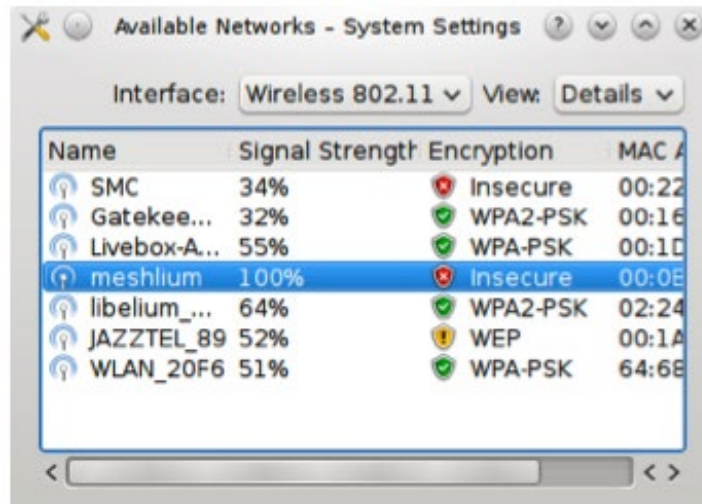 Available Networks - System Settings
Interface: Wireless 802.11 View: Details
Name Signal Strength Encryption MAC A
SMC 34% Insecure 00:22
Gatekee... 32% WPA2-PSK 00:16
Livebox-A... 55% WPA-PSK 00:1D
meshlium 100% Insecure 00:0E
libelium_... 64% WPA2-PSK 02:24
JAZZTEL_89 52% WEP 00:1A
WLAN_20F6 51% WPA-PSK 64:68